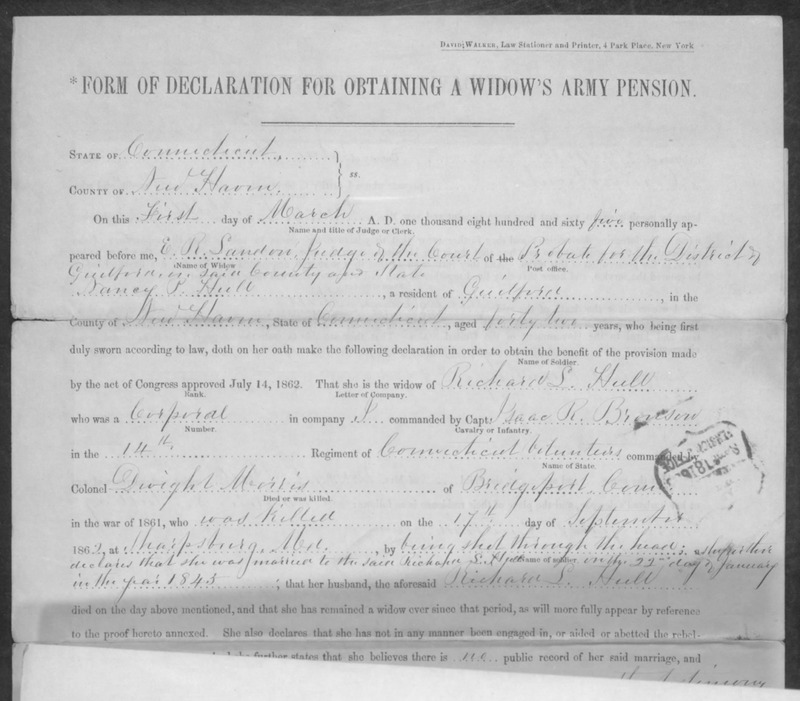 DAVID WALKER, Law Stationer and Printer, 4 Park Place, New York
*FORM OF DECLARATION FOR OBTAINING A WIDOW'S ARMY PENSION.
STATE OF Connecticut,
ss.
COUNTY OF New Haven.
On this First day of March A. D. one thousand eight hundred and sixty five personally ap-
Name and title of Judge or Clerk.
peared before me, E. R. Landon, Judge of the Court of the Probate for the District of
Name of Widow Post office.
Guilford, in said County and State
Nancy P. Hull, a resident of Guilford, in the
County of New Haven, State of Connecticut, aged forty two years, who being first
duly sworn according to law, doth on her oath make the following declaration in order to obtain the benefit of the provision made
Name of Soldier.
by the act of Congress approved July 14, 1862. That she is the widow of Richard L. Hull
Rank. Letter of Company.
who was a Corporal in company commanded by Capt. Isaac R. Bronson
Number. Cavalry or Infantry.
in the 14th Regiment of Connecticut Volunteers commanded by
Name of State.
Colonel Dwight Morris of Bridgeport, Conn
Died or was killed.
in the war of 1861, who was killed on the 17th day of September
1862, at Sharpsburg, Md., by being shot through the head; she further
declares that she was married to the said Richard L. Hull on the 22nd day of January
Name of soldier
in the year 1845; that her husband, the aforesaid Richard L. Hull
died on the day above mentioned, and that she has remained a widow ever since that period, as will more fully appear by reference
to the proof hereto annexed. She also declares that she has not in any manner been engaged in, or aided or abetted the rebel-
she further states that she believes there is no public record of her said marriage, and